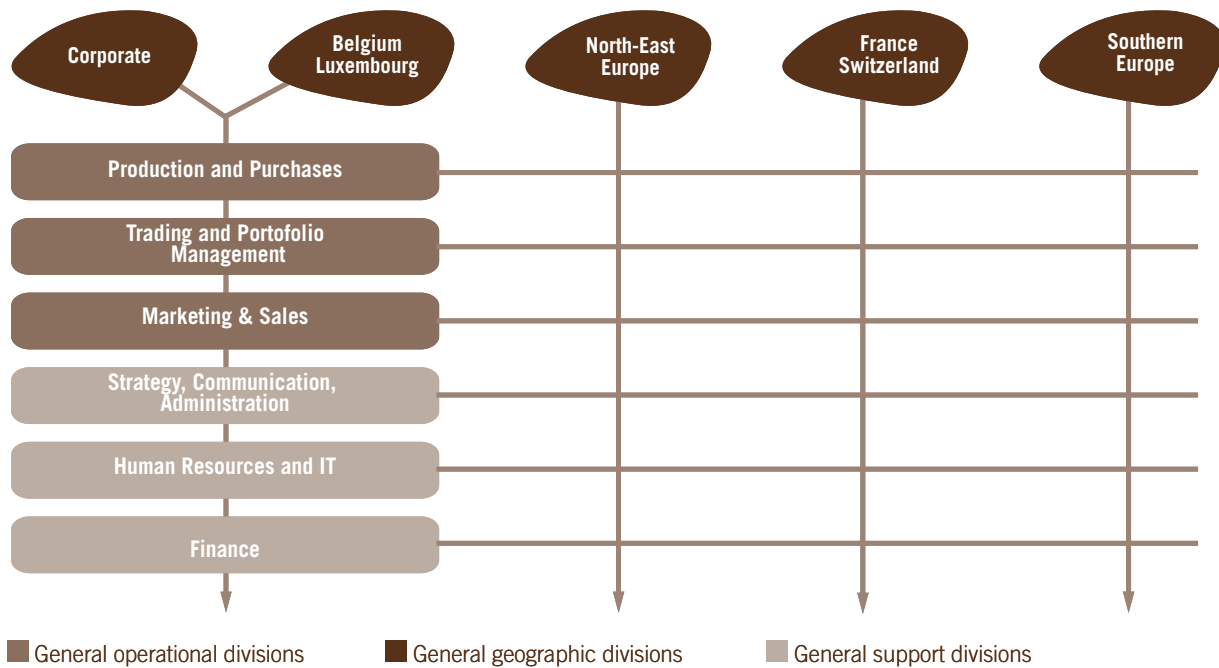 Corporate
Belgium
Luxembourg
North-East
Europe
France
Switzerland
Southern
Europe
Production and Purchases
Trading and Portofolio
Management
Marketing & Sales
Strategy, Communication,
Administration
Human Resources and IT
Finance
General operational divisions
General geographic divisions
General support divisions